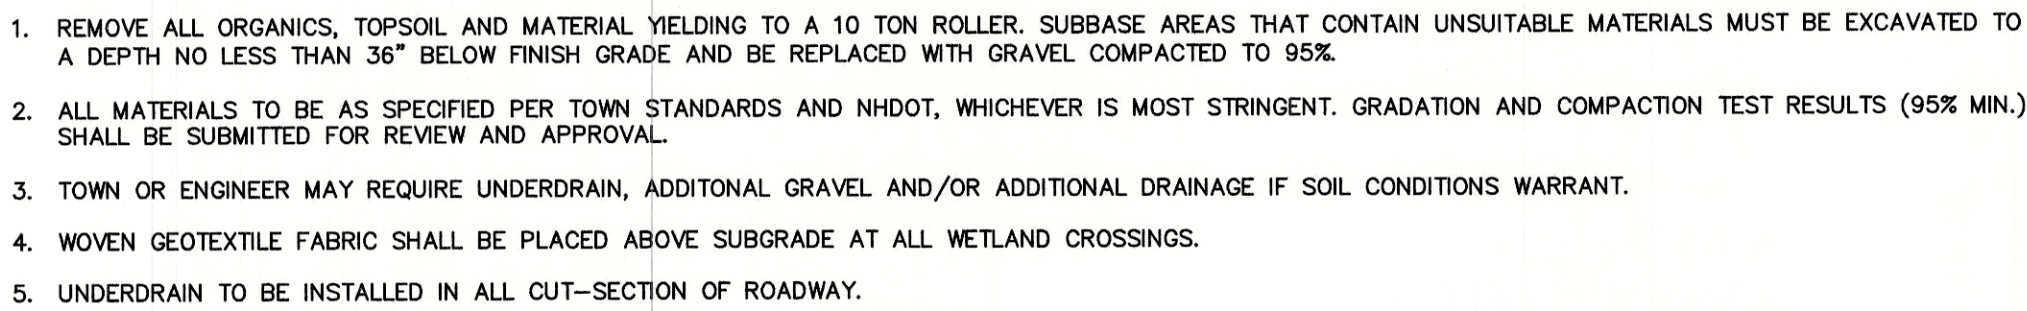 1. REMOVE ALL ORGANICS, TOPSOIL AND MATERIAL YIELDING TO A 10 TON ROLLER. SUBBASE AREAS THAT CONTAIN UNSUITABLE MATERIALS MUST BE EXCAVATED TO
A DEPTH NO LESS THAN 36" BELOW FINISH GRADE AND BE REPLACED WITH GRAVEL COMPACTED TO 95%.
2. ALL MATERIALS TO BE AS SPECIFIED PER TOWN STANDARDS AND NHDOT, WHICHEVER IS MOST STRINGENT. GRADATION AND COMPACTION TEST RESULTS (95% MIN.)
SHALL BE SUBMITTED FOR REVIEW AND APPROVAL.
3. TOWN OR ENGINEER MAY REQUIRE UNDERDRAIN, ADDITONAL GRAVEL AND/OR ADDITIONAL DRAINAGE IF SOIL CONDITIONS WARRANT.
4. WOVEN GEOTEXTILE FABRIC SHALL BE PLACED ABOVE SUBGRADE AT ALL WETLAND CROSSINGS.
5. UNDERDRAIN TO BE INSTALLED IN ALL CUT–SECTION OF ROADWAY.